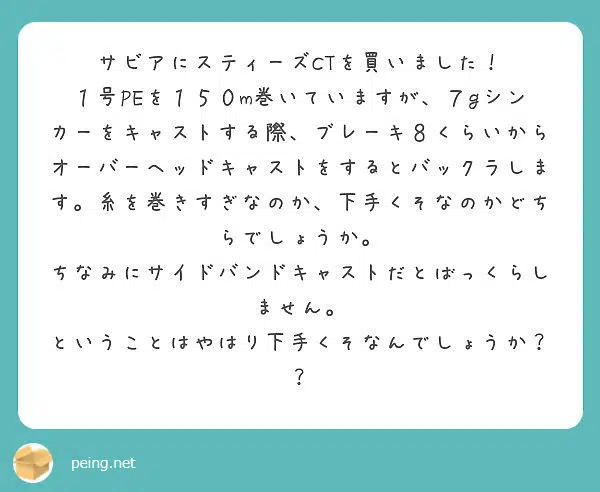 サビアにスティーズCTを買いました！
１号PEを１５０m巻いていますが、７gシン
カーをキャストする際、ブレーキ８くらいから
オーバーヘッドキャストをするとバックラしま
す。糸を巻きすぎなのか、下手くそなのかどち
らでしょうか。
ちなみにサイドバンドキャストだとばっくらし
ません。
ということはやはり下手くそなんでしょうか？
？
peing.net